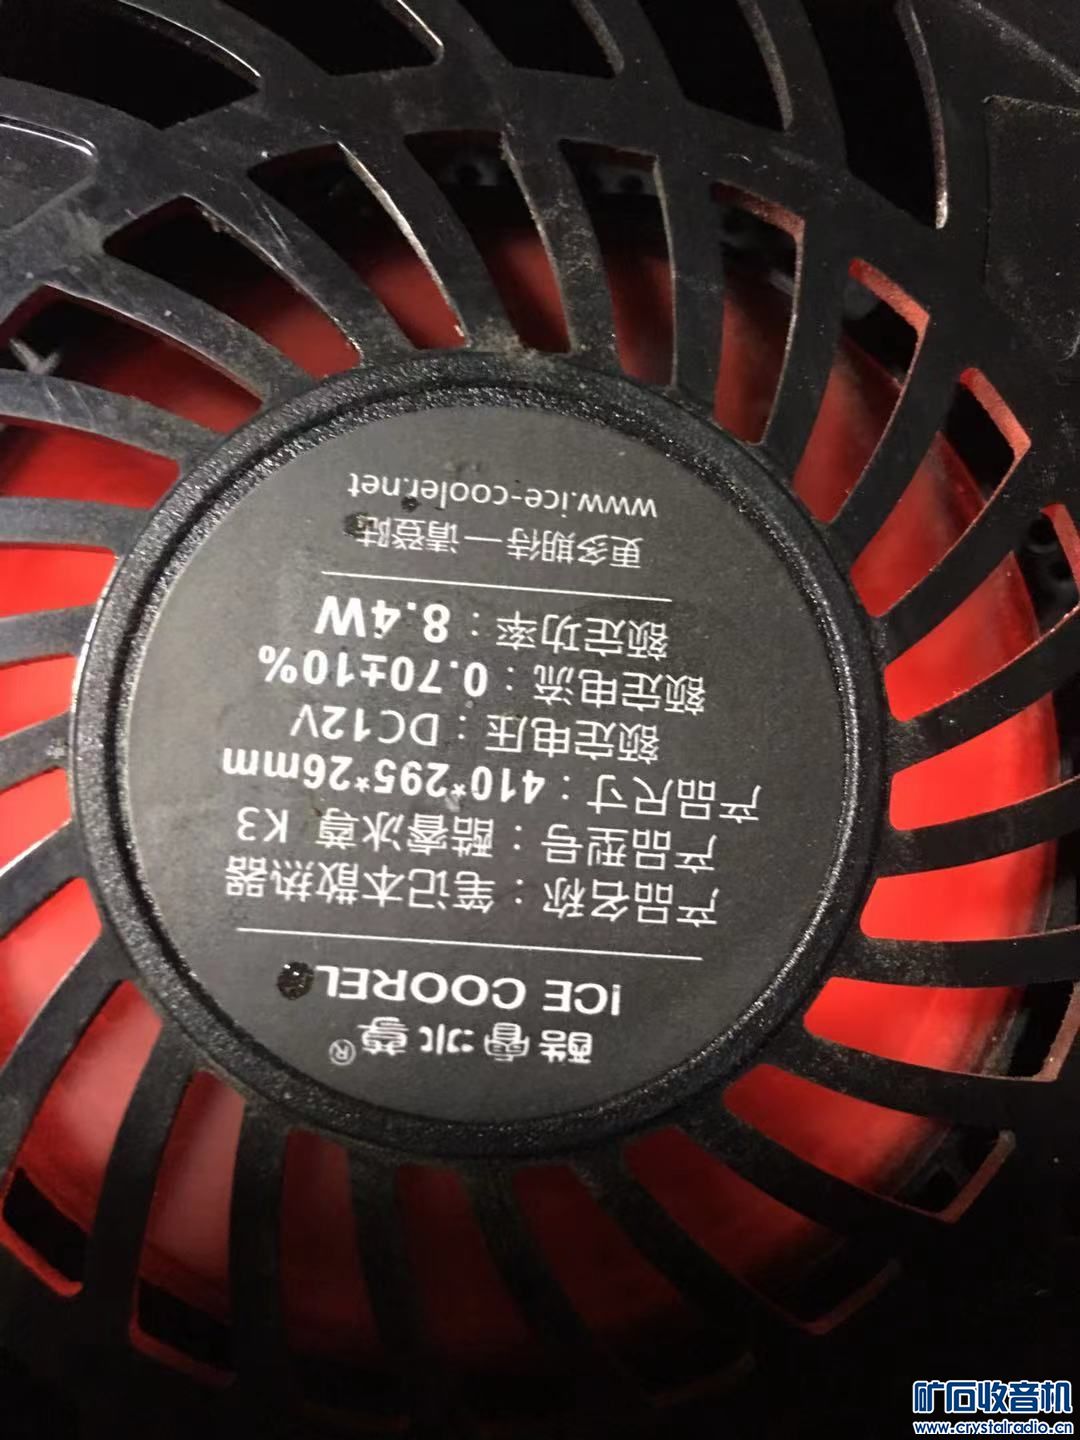 酷睿冰尊®
ICE COOREL
产品名称：笔记本散热器
产品型号：酷睿冰尊 K3
产品尺寸：410*295*26mm
额定电压：DC12V
额定电流：0.70±10%
额定功率：8.4W
更多期待一请登陆
www.ice-cooler.net
矿石收音机
www.crystalradio.cn